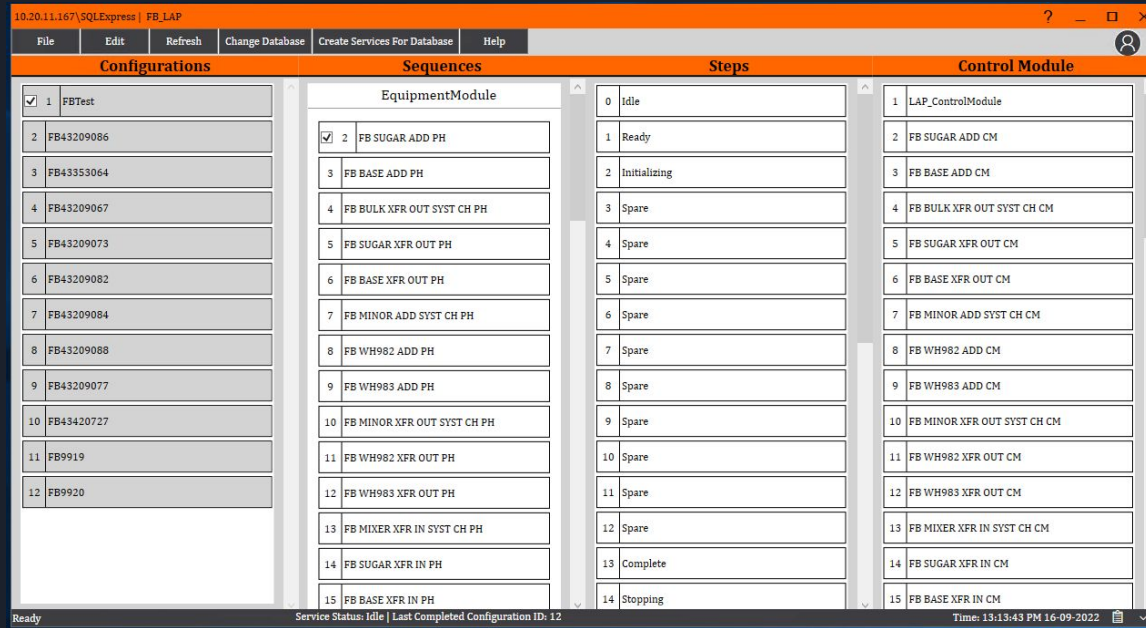 10.20.11.167\SQLExpress | FB_LAP
?
File Edit Refresh Change Database Create Services For Database Help
Configurations Sequences Steps Control Module
1 FBTest
2 FB43209086
3 FB43353064
4 FB43209067
5 FB43209073
6 FB43209082
7 FB43209084
8 FB43209088
9 FB43209077
10 FB43420727
11 FB9919
12 FB9920
EquipmentModule
2 FB SUGAR ADD PH
3 FB BASE ADD PH
4 FB BULK XFR OUT SYST CH PH
5 FB SUGAR XFR OUT PH
6 FB BASE XFR OUT PH
7 FB MINOR ADD SYST CH PH
8 FB WH982 ADD PH
9 FB WH983 ADD PH
10 FB MINOR XFR OUT SYST CH PH
11 FB WH982 XFR OUT PH
12 FB WH983 XFR OUT PH
13 FB MIXER XFR IN SYST CH PH
14 FB SUGAR XFR IN PH
15 FB BASE XFR IN PH
0 Idle
1 Ready
2 Initializing
3 Spare
4 Spare
5 Spare
6 Spare
7 Spare
8 Spare
9 Spare
10 Spare
11 Spare
12 Spare
13 Complete
14 Stopping
1 LAP_ControlModule
2 FB SUGAR ADD CM
3 FB BASE ADD CM
4 FB BULK XFR OUT SYST CH CM
5 FB SUGAR XFR OUT CM
6 FB BASE XFR OUT CM
7 FB MINOR ADD SYST CH CM
8 FB WH982 ADD CM
9 FB WH983 ADD CM
10 FB MINOR XFR OUT SYST CH CM
11 FB WH982 XFR OUT CM
12 FB WH983 XFR OUT CM
13 FB MIXER XFR IN SYST CH CM
14 FB SUGAR XFR IN CM
15 FB BASE XFR IN CM
Ready Service Status: Idle | Last Completed Configuration ID: 12 Time: 13:13:43 PM 16-09-2022